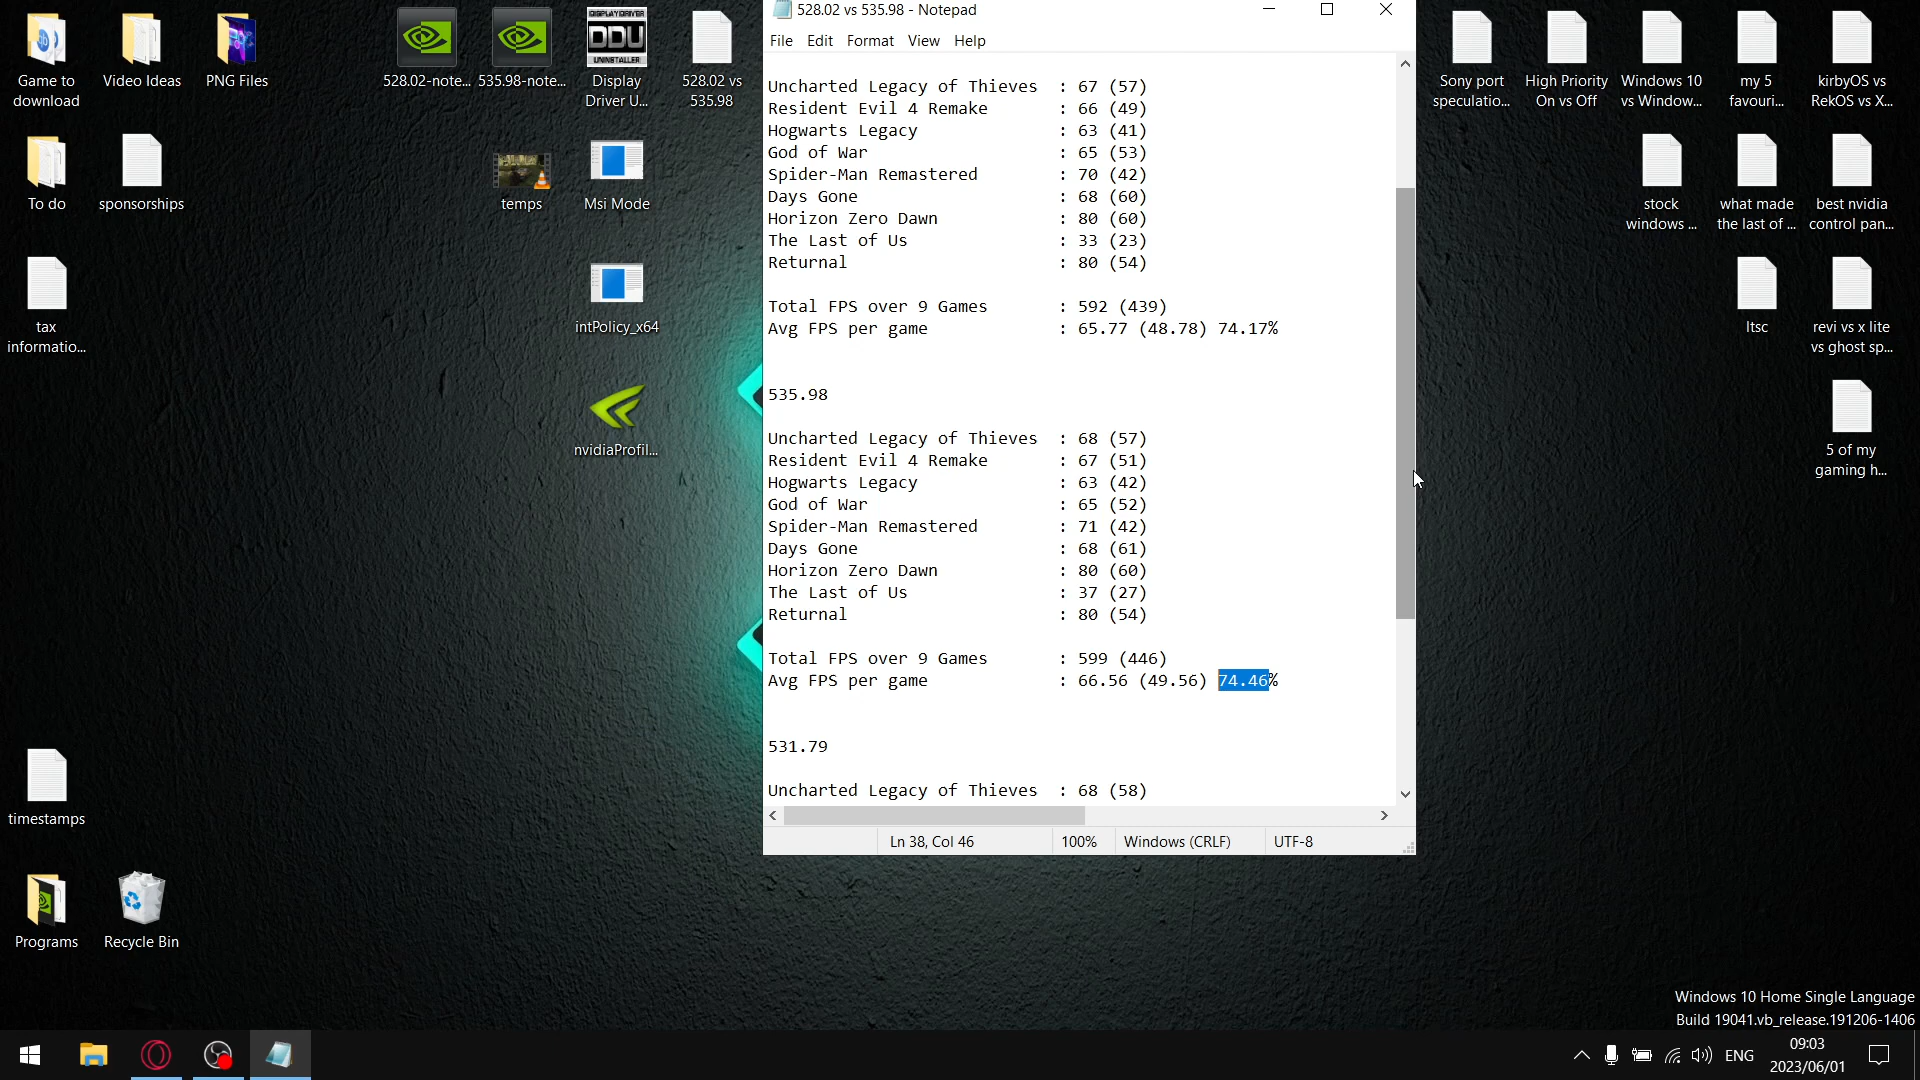 Game to
download
Video Ideas
PNG Files
528.02-note...
535.98-note...
DISPLAY DRIVER
DDU
UNINSTALLER
Display
Driver U...
528.02 vs
535.98
To do
sponsorships
temps
Msi Mode
tax
informatio...
intPolicy_x64
nvidiaProfil...
timestamps
Programs
Recycle Bin
528.02 vs 535.98 - Notepad
File Edit Format View Help
Uncharted Legacy of Thieves : 67 (57)
Resident Evil 4 Remake : 66 (49)
Hogwarts Legacy : 63 (41)
God of War : 65 (53)
Spider-Man Remastered : 70 (42)
Days Gone : 68 (60)
Horizon Zero Dawn : 80 (60)
The Last of Us : 33 (23)
Returnal : 80 (54)
Total FPS over 9 Games : 592 (439)
Avg FPS per game : 65.77 (48.78) 74.17%
535.98
Uncharted Legacy of Thieves : 68 (57)
Resident Evil 4 Remake : 67 (51)
Hogwarts Legacy : 63 (42)
God of War : 65 (52)
Spider-Man Remastered : 71 (42)
Days Gone : 68 (61)
Horizon Zero Dawn : 80 (60)
The Last of Us : 37 (27)
Returnal : 80 (54)
Total FPS over 9 Games : 599 (446)
Avg FPS per game : 66.56 (49.56) 74.46%
531.79
Uncharted Legacy of Thieves : 68 (58)
Ln 38, Col 46 100% Windows (CRLF) UTF-8
Sony port
speculatio...
High Priority
On vs Off
Windows 10
vs Window...
my 5
favouri...
kirbyOS vs
RekOS vs X...
stock
windows ...
what made
the last of ...
best nvidia
control pan...
ltsc
revi vs x lite
vs ghost sp...
5 of my
gaming h...
Windows 10 Home Single Language
Build 19041.vb_release.191206-1406
ENG
09:03
2023/06/01